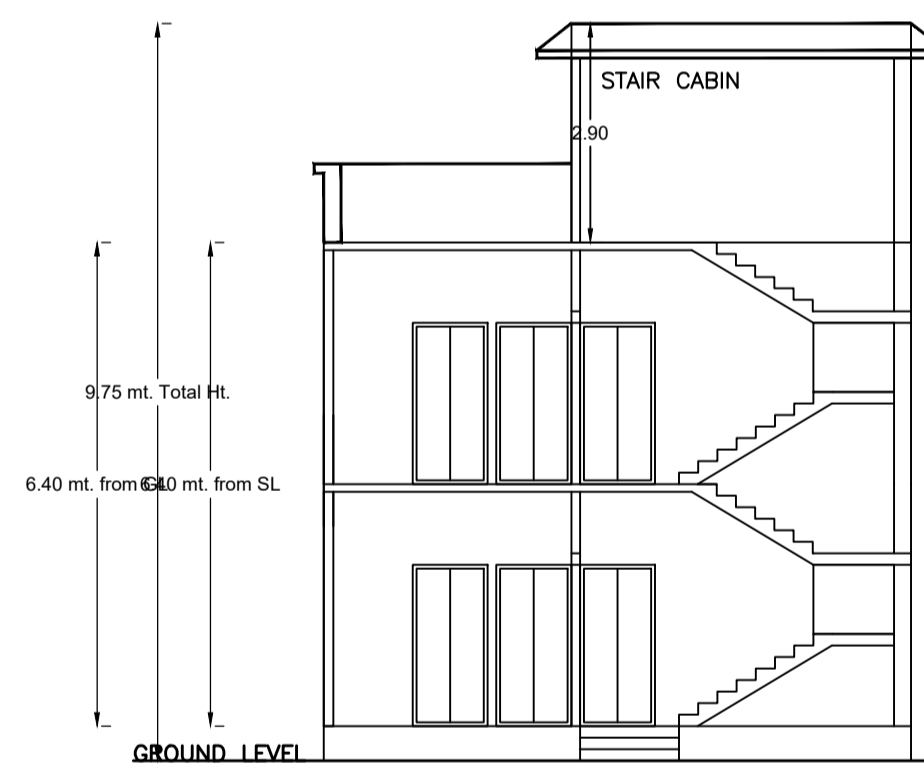 STAIR CABIN
2.90
9.75 mt. Total Ht.
6.40 mt. from GL
6.40 mt. from SL
GROUND LEVEL